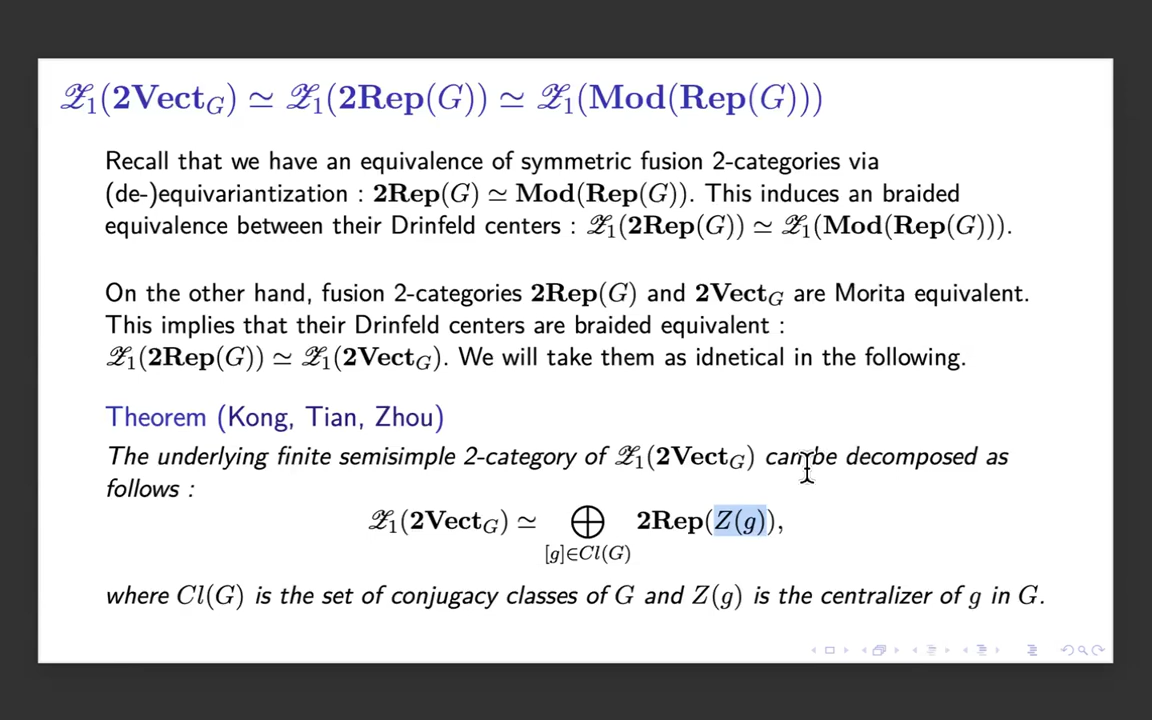 𝒵₁(2Vect_G) ≃ 𝒵₁(2Rep(G)) ≃ 𝒵₁(Mod(Rep(G)))
Recall that we have an equivalence of symmetric fusion 2-categories via
(de-)equivariantization : 2Rep(G) ≃ Mod(Rep(G)). This induces an braided
equivalence between their Drinfeld centers : 𝒵₁(2Rep(G)) ≃ 𝒵₁(Mod(Rep(G))).
On the other hand, fusion 2-categories 2Rep(G) and 2Vect_G are Morita equivalent.
This implies that their Drinfeld centers are braided equivalent :
𝒵₁(2Rep(G)) ≃ 𝒵₁(2Vect_G). We will take them as idnetical in the following.
Theorem (Kong, Tian, Zhou)
The underlying finite semisimple 2-category of 𝒵₁(2Vect_G) can be decomposed as
follows :
𝒵₁(2Vect_G) ≃ ⨁ 2Rep(Z(g)),
[g]∈Cl(G)
where Cl(G) is the set of conjugacy classes of G and Z(g) is the centralizer of g in G.